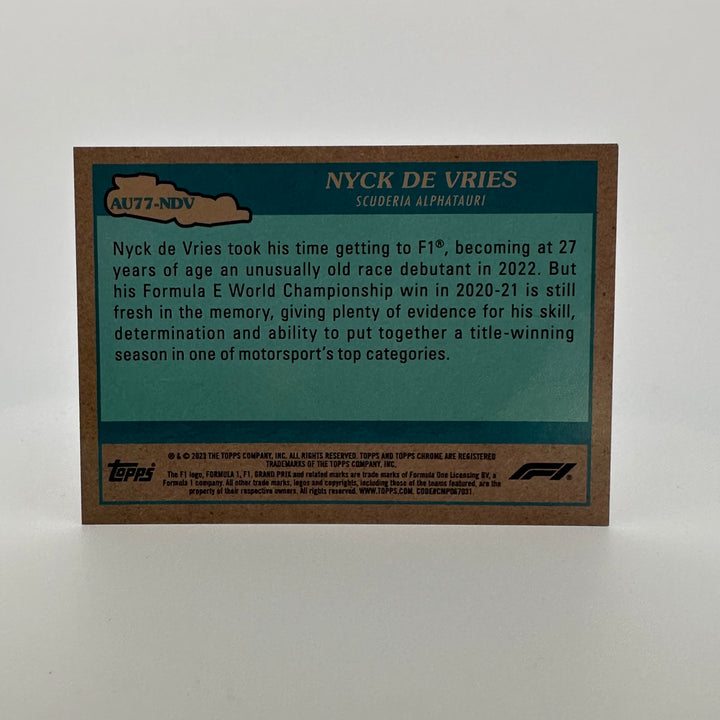 AU77-NDV
NYCK DE VRIES
SCUDERIA ALPHATAURI
Nyck de Vries took his time getting to F1®, becoming at 27
years of age an unusually old race debutant in 2022. But
his Formula E World Championship win in 2020-21 is still
fresh in the memory, giving plenty of evidence for his skill,
determination and ability to put together a title-winning
season in one of motorsport's top categories.
topps
® & © 2023 THE TOPPS COMPANY, INC. ALL RIGHTS RESERVED. TOPPS AND TOPPS CHROME ARE REGISTERED
TRADEMARKS OF THE TOPPS COMPANY, INC.
The F1 logo, FORMULA 1, F1, GRAND PRIX and related marks are trade marks of Formula One Licensing BV, a
Formula 1 company. All other trade marks, logos and copyrights, including those of the teams featured, are the
property of their respective owners. All rights reserved. WWW.TOPPS.COM. CODE#CMP067031
F1®